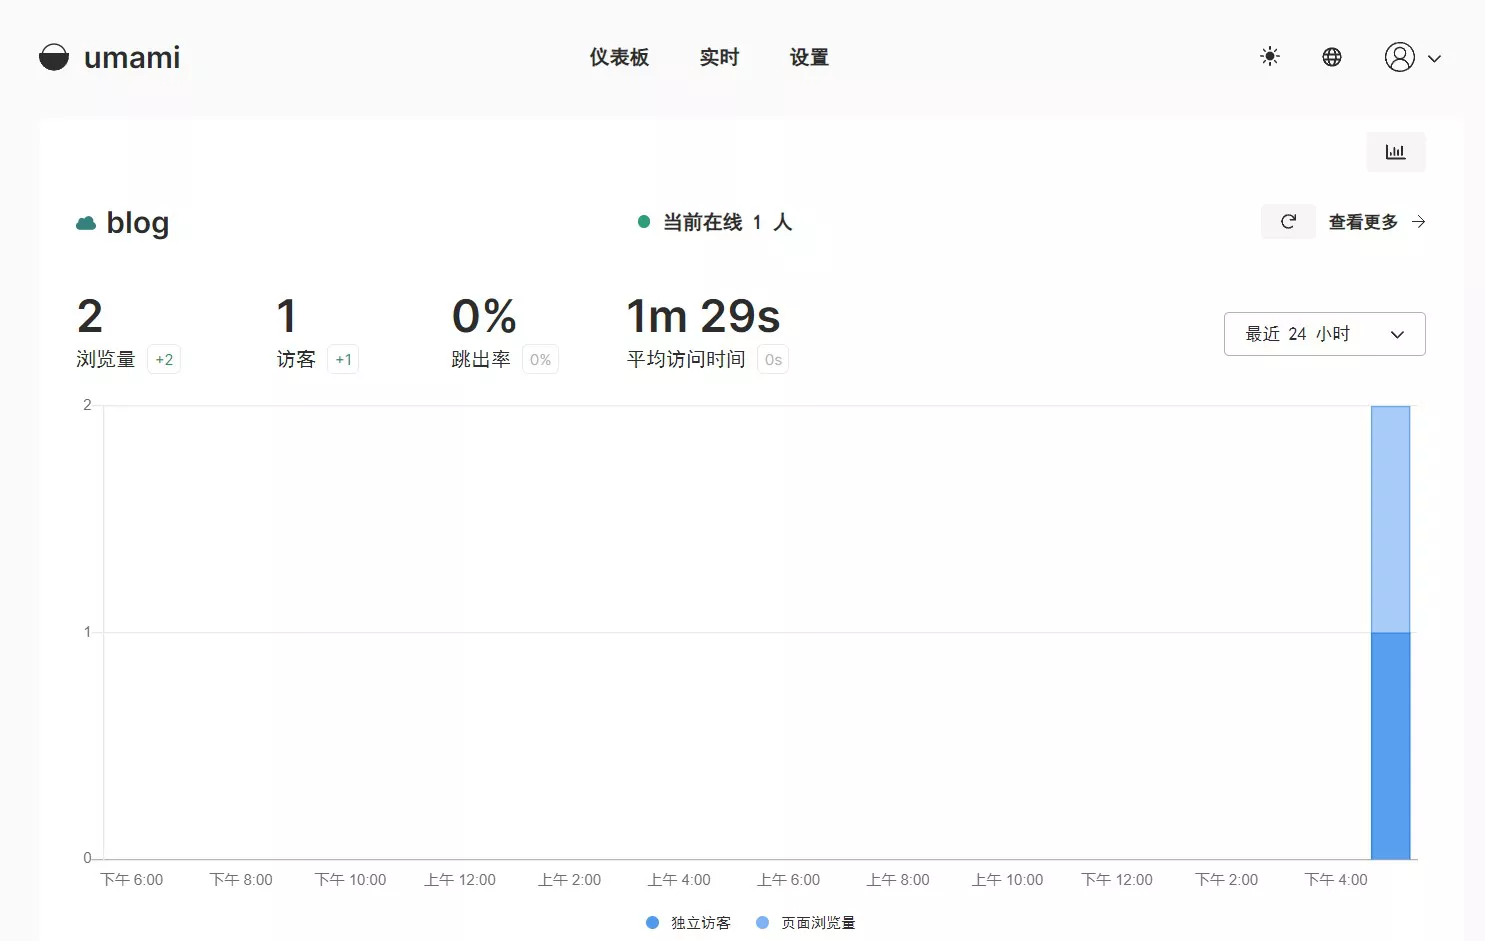 umami
仪表板 实时 设置
blog
当前在线 1 人
查看更多
2 1 0% 1m 29s
浏览量 +2 访客 +1 跳出率 0% 平均访问时间 0s
最近 24 小时
2
1
0
下午 6:00 下午 8:00 下午 10:00 上午 12:00 上午 2:00 上午 4:00 上午 6:00 上午 8:00 上午 10:00 下午 12:00 下午 2:00 下午 4:00
独立访客 页面浏览量